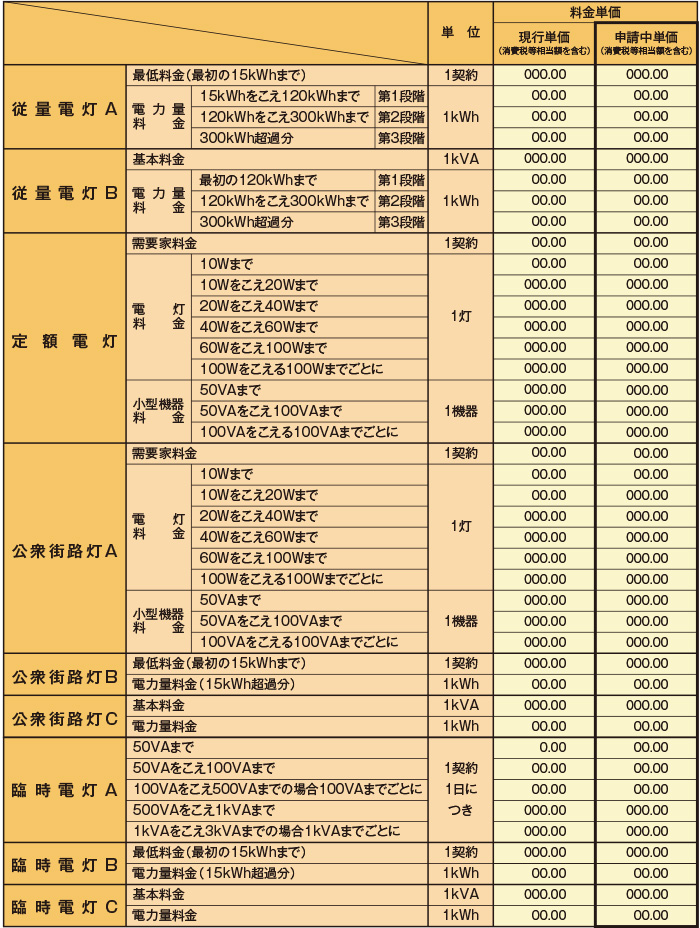 単位 料金単価
現行単価 申請中単価
(消費税等相当額を含む) (消費税等相当額を含む)
従量電灯A 最低料金(最初の15kWhまで) 1契約 000.00 000.00
電力量料金 15kWhをこえ120kWhまで 第1段階 1kWh 00.00 00.00
120kWhをこえ300kWhまで 第2段階 00.00 00.00
300kWh超過分 第3段階 00.00 00.00
従量電灯B 基本料金 1kVA 000.00 000.00
電力量料金 最初の120kWhまで 第1段階 1kWh 00.00 00.00
120kWhをこえ300kWhまで 第2段階 00.00 00.00
300kWh超過分 第3段階 00.00 00.00
定額電灯 需要家料金 1契約 00.00 00.00
電灯料金 10Wまで 1灯 00.00 00.00
10Wをこえ20Wまで 000.00 000.00
20Wをこえ40Wまで 000.00 000.00
40Wをこえ60Wまで 000.00 000.00
60Wをこえ100Wまで 000.00 000.00
100Wをこえる100Wまでごとに 000.00 000.00
小型機器料金 50VAまで 1機器 000.00 000.00
50VAをこえ100VAまで 000.00 000.00
100VAをこえる100VAまでごとに 000.00 000.00
公衆街路灯A 需要家料金 1契約 00.00 00.00
電灯料金 10Wまで 1灯 00.00 00.00
10Wをこえ20Wまで 000.00 000.00
20Wをこえ40Wまで 000.00 000.00
40Wをこえ60Wまで 000.00 000.00
60Wをこえ100Wまで 000.00 000.00
100Wをこえる100Wまでごとに 000.00 000.00
小型機器料金 50VAまで 1機器 000.00 000.00
50VAをこえ100VAまで 000.00 000.00
100VAをこえる100VAまでごとに 000.00 000.00
公衆街路灯B 最低料金(最初の15kWhまで) 1契約 000.00 000.00
電力量料金(15kWh超過分) 1kWh 00.00 00.00
公衆街路灯C 基本料金 1kVA 000.00 000.00
電力量料金 1kWh 00.00 00.00
臨時電灯A 50VAまで 1契約1日につき 0.00 00.00
50VAをこえ100VAまで 00.00 00.00
100VAをこえ500VAまでの場合100VAまでごとに 00.00 00.00
500VAをこえ1kVAまで 000.00 000.00
1kVAをこえ3kVAまでの場合1kVAまでごとに 000.00 000.00
臨時電灯B 最低料金(最初の15kWhまで) 1契約 000.00 000.00
電力量料金(15kWh超過分) 1kWh 00.00 00.00
臨時電灯C 基本料金 1kVA 000.00 000.00
電力量料金 1kWh 00.00 00.00